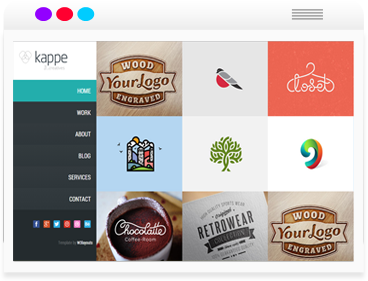 kappe
HOME
WORK
ABOUT
BLOG
SERVICES
CONTACT
WOOD
YourLogo
ENGRAVED
closet
Chocolatte
COFFEE-ROOM
RETROWEAR
WOOD
YourLogo
ENGRAVED